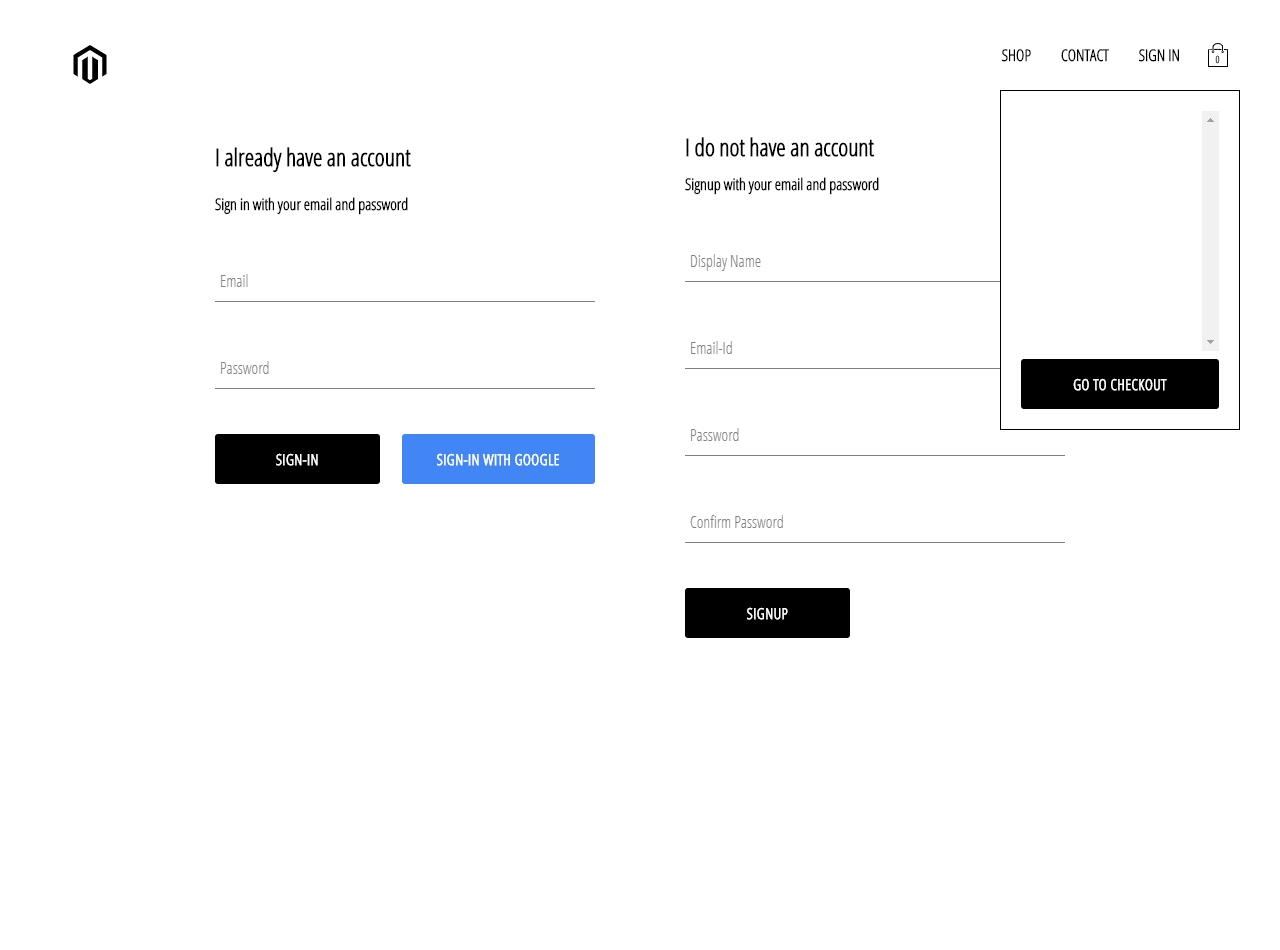 SHOP
CONTACT
SIGN IN
0
I already have an account
Sign in with your email and password
Email
Password
SIGN-IN
SIGN-IN WITH GOOGLE
I do not have an account
Signup with your email and password
Display Name
Email-Id
Password
Confirm Password
SIGNUP
GO TO CHECKOUT